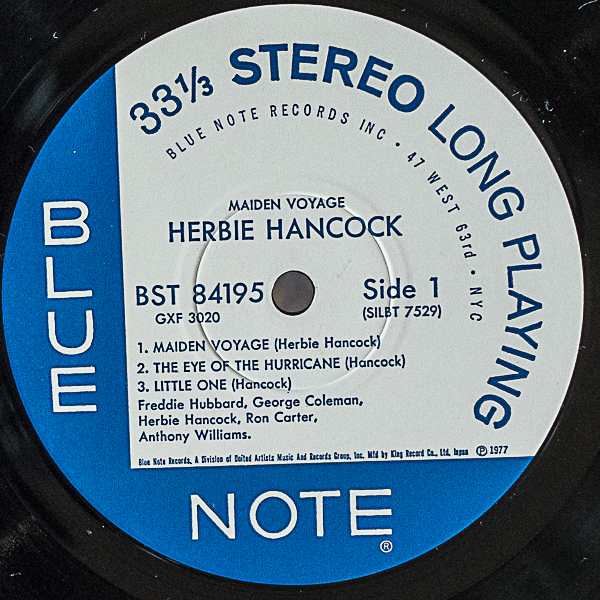 33⅓ STEREO LONG PLAYING
BLUE NOTE RECORDS INC • 47 WEST 63rd • NYC
MAIDEN VOYAGE
HERBIE HANCOCK
BST 84195
GXF 3020
Side 1
(SILBT 7529)
1. MAIDEN VOYAGE (Herbie Hancock)
2. THE EYE OF THE HURRICANE (Hancock)
3. LITTLE ONE (Hancock)
Freddie Hubbard, George Coleman,
Herbie Hancock, Ron Carter,
Anthony Williams.
Blue Note Records, A Division of United Artists Music And Records Group, Inc. Mfd by King Record Co., Ltd, Japan ℗ 1977
BLUE
NOTE ®